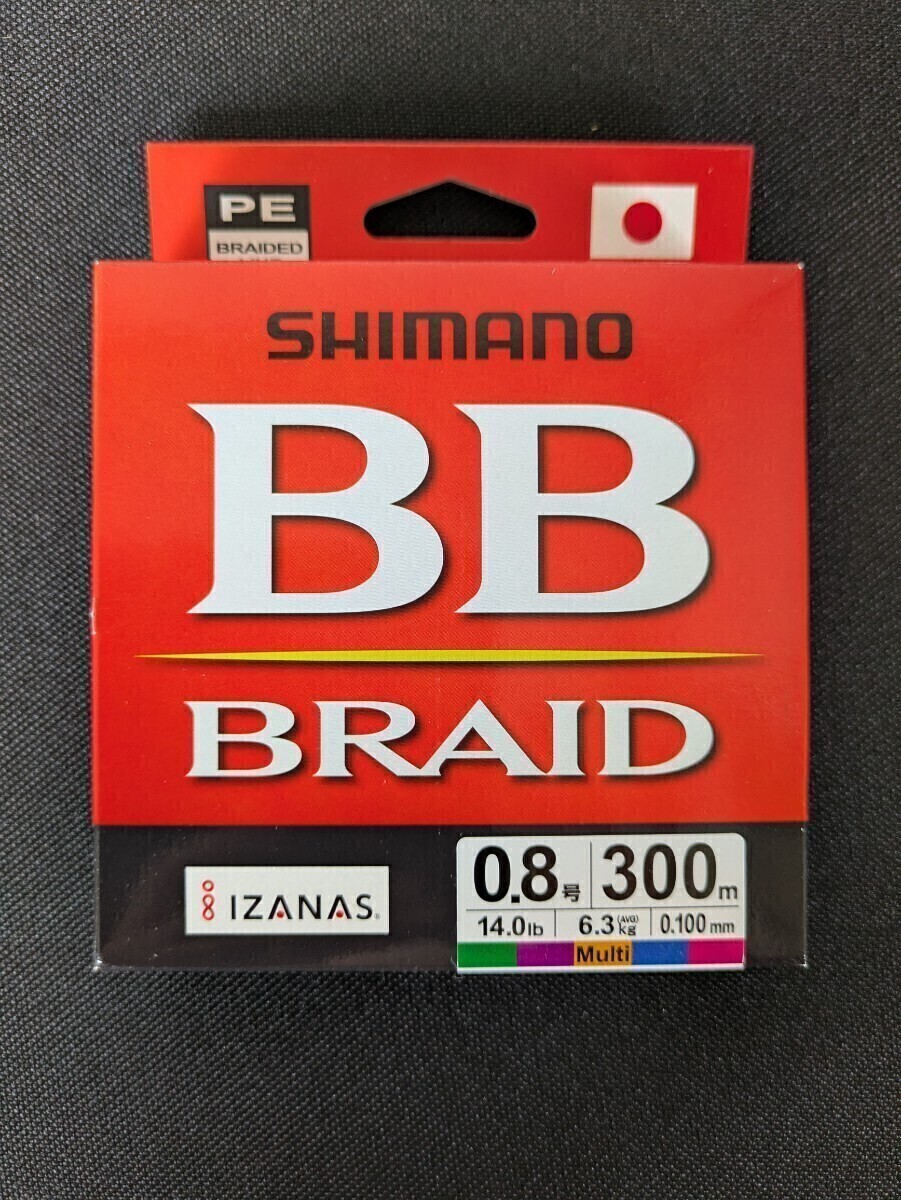 PE
BRAIDED
SHIMANO
BB
BRAID
IZANAS®
0.8号 300m
14.0lb 6.3(AVG)kg 0.100mm
Multi